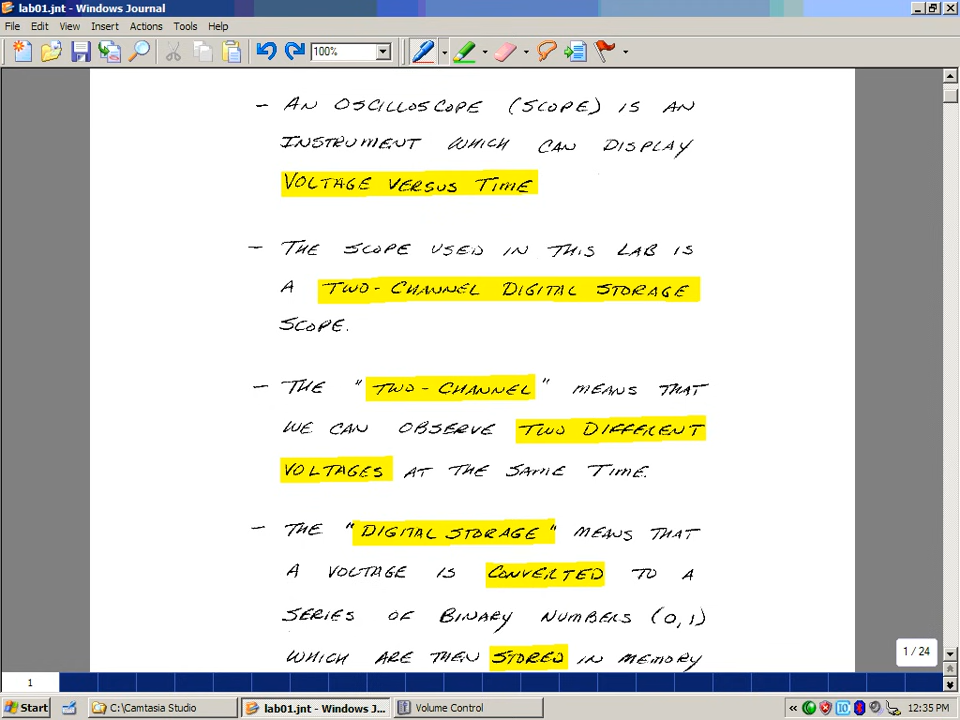 lab01.jnt - Windows Journal
File Edit View Insert Actions Tools Help
100%
- AN OSCILLOSCOPE (SCOPE) IS AN
INSTRUMENT WHICH CAN DISPLAY
VOLTAGE VERSUS TIME
- THE SCOPE USED IN THIS LAB IS
A TWO-CHANNEL DIGITAL STORAGE
SCOPE.
- THE "TWO-CHANNEL" MEANS THAT
WE CAN OBSERVE TWO DIFFERENT
VOLTAGES AT THE SAME TIME.
- THE "DIGITAL STORAGE" MEANS THAT
A VOLTAGE IS CONVERTED TO A
SERIES OF BINARY NUMBERS (0,1)
WHICH ARE THEN STORED IN MEMORY
1 / 24
1
Start C:\Camtasia Studio lab01.jnt - Windows J... Volume Control « 12:35 PM